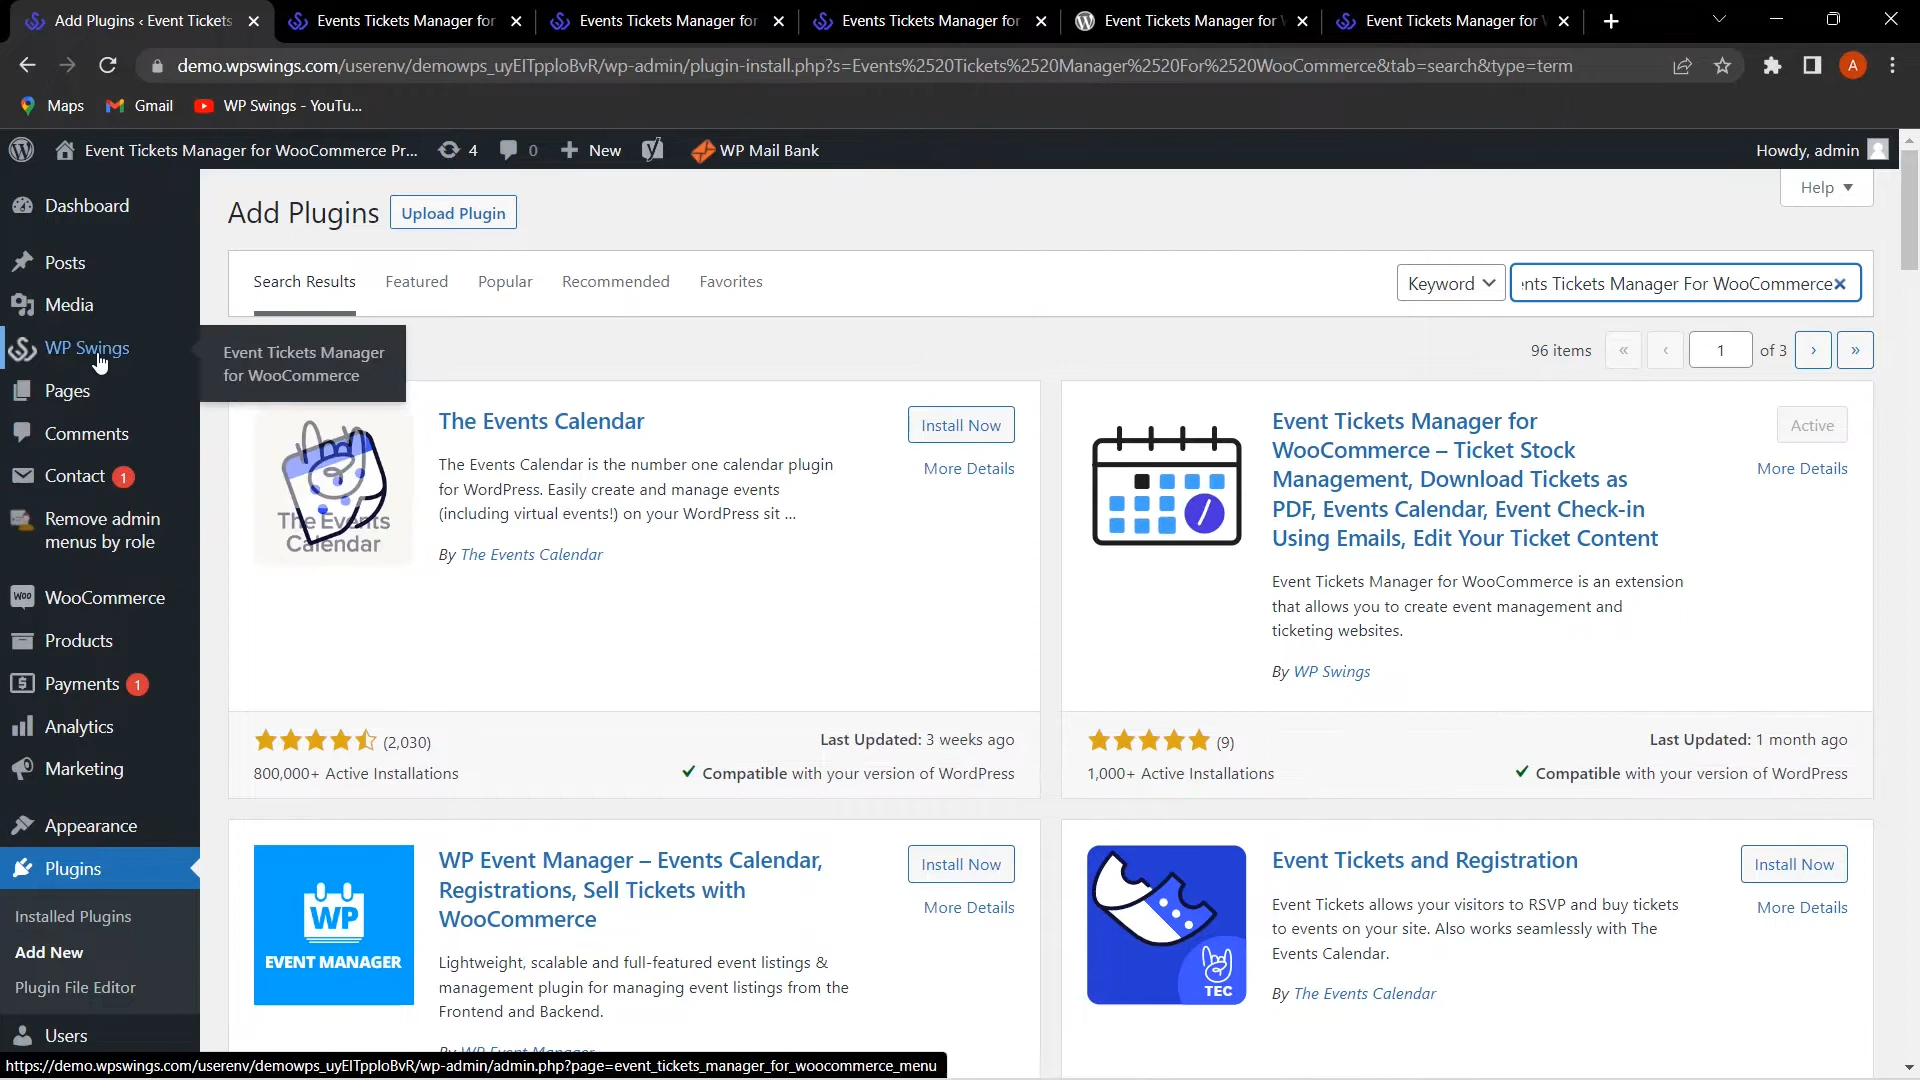 Add Plugins ‹ Event Tickets
Events Tickets Manager for
Events Tickets Manager for
Events Tickets Manager for
Event Tickets Manager for
Event Tickets Manager for
demo.wpswings.com/userenv/demowps_uyEITppIoBvR/wp-admin/plugin-install.php?s=Events%2520Tickets%2520Manager%2520For%2520WooCommerce&tab=search&type=term
A
Maps
Gmail
WP Swings - YouTu...
Event Tickets Manager for WooCommerce Pr...
4
0
New
WP Mail Bank
Howdy, admin
Dashboard
Posts
Media
WP Swings
Pages
Comments
Contact 1
Remove admin
menus by role
WooCommerce
Products
Payments 1
Analytics
Marketing
Appearance
Plugins
Installed Plugins
Add New
Plugin File Editor
Users
Event Tickets Manager
for WooCommerce
Add Plugins
Upload Plugin
Help
Search Results
Featured
Popular
Recommended
Favorites
Keyword
nts Tickets Manager For WooCommerce
96 items
«
‹
1
of 3
›
»
The Events
Calendar
The Events Calendar
Install Now
More Details
The Events Calendar is the number one calendar plugin
for WordPress. Easily create and manage events
(including virtual events!) on your WordPress sit ...
By The Events Calendar
(2,030)
800,000+ Active Installations
Last Updated: 3 weeks ago
Compatible with your version of WordPress
Event Tickets Manager for
WooCommerce – Ticket Stock
Management, Download Tickets as
PDF, Events Calendar, Event Check-in
Using Emails, Edit Your Ticket Content
Active
More Details
Event Tickets Manager for WooCommerce is an extension
that allows you to create event management and
ticketing websites.
By WP Swings
(9)
1,000+ Active Installations
Last Updated: 1 month ago
Compatible with your version of WordPress
WP
EVENT MANAGER
WP Event Manager – Events Calendar,
Registrations, Sell Tickets with
WooCommerce
Install Now
More Details
Lightweight, scalable and full-featured event listings &
management plugin for managing event listings from the
Frontend and Backend.
By WP Event Manager
TEC
Event Tickets and Registration
Install Now
More Details
Event Tickets allows your visitors to RSVP and buy tickets
to events on your site. Also works seamlessly with The
Events Calendar.
By The Events Calendar
https://demo.wpswings.com/userenv/demowps_uyEITppIoBvR/wp-admin/admin.php?page=event_tickets_manager_for_woocommerce_menu